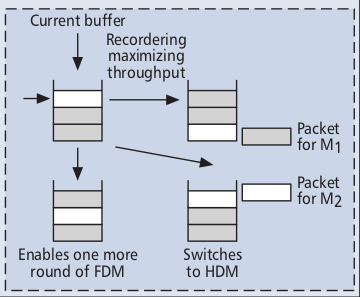 Current buffer
Recordering
maximizing
throughput
Packet
for M1
Packet
for M2
Enables one more
round of FDM
Switches
to HDM